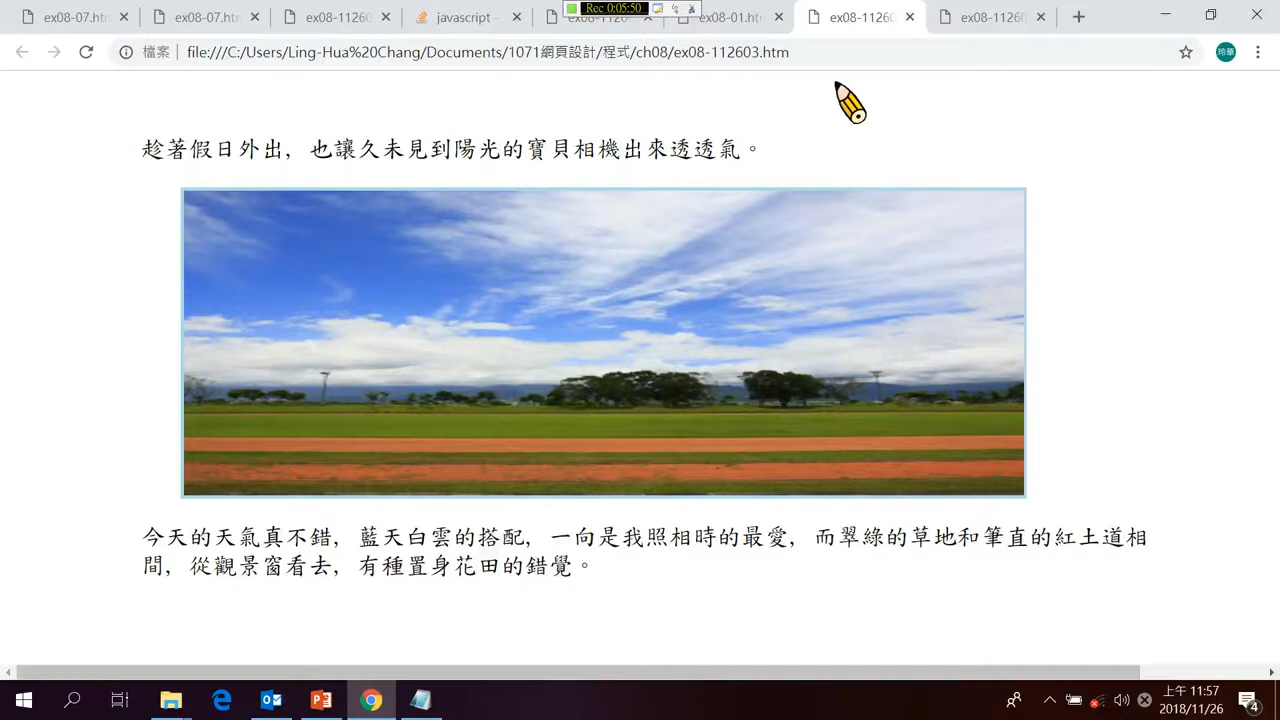 ex08-07.htm
ex08-07.htm
ex08-1126
javascript -
ex08-1126
ex08-01.htm
ex08-11260
ex08-11260
Rec 0:05:50
檔案
file:///C:/Users/Ling-Hua%20Chang/Documents/1071網頁設計/程式/ch08/ex08-112603.htm
玲華
趁著假日外出，也讓久未見到陽光的寶貝相機出來透透氣。
今天的天氣真不錯，藍天白雲的搭配，一向是我照相時的最愛，而翠綠的草地和筆直的紅土道相
間，從觀景窗看去，有種置身花田的錯覺。
上午 11:57
2018/11/26
4